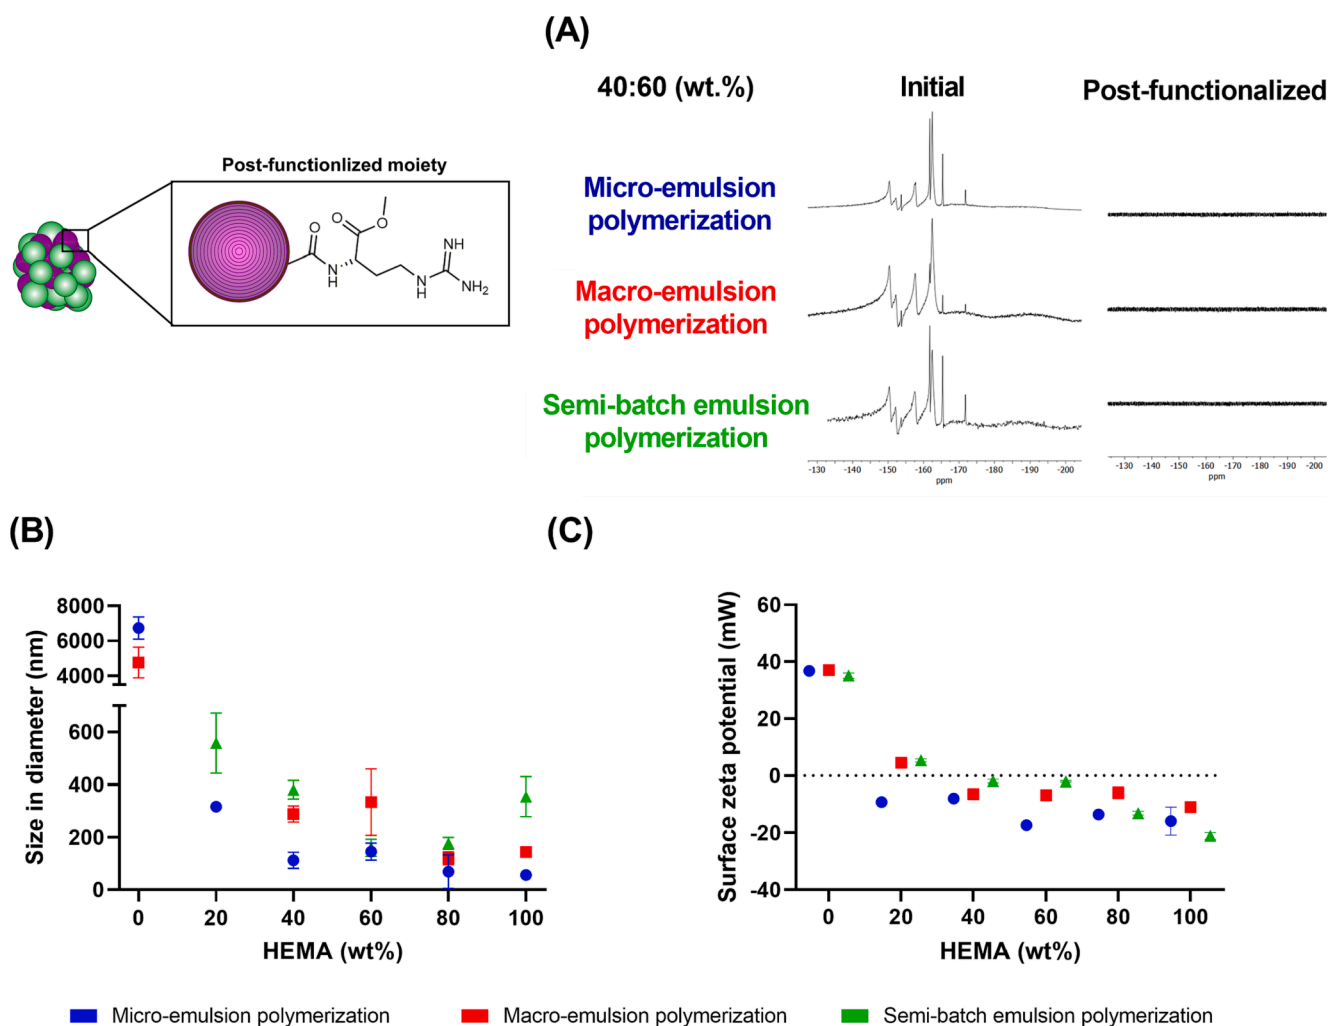 (A)
40:60 (wt.%)
Initial
Post-functionalized
Post-functionlized moiety
O
O
O
N
H
N
H
NH
NH2
Micro-emulsion
polymerization
Macro-emulsion
polymerization
Semi-batch emulsion
polymerization
-130 -140 -150 -160 -170 -180 -190 -200
ppm
-130 -140 -150 -160 -170 -180 -190 -200
ppm
(B)
Size in diameter (nm)
8000
6000
4000
600
400
200
0
0 20 40 60 80 100
HEMA (wt%)
(C)
Surface zeta potential (mW)
60
40
20
0
-20
-40
0 20 40 60 80 100
HEMA (wt%)
Micro-emulsion polymerization
Macro-emulsion polymerization
Semi-batch emulsion polymerization